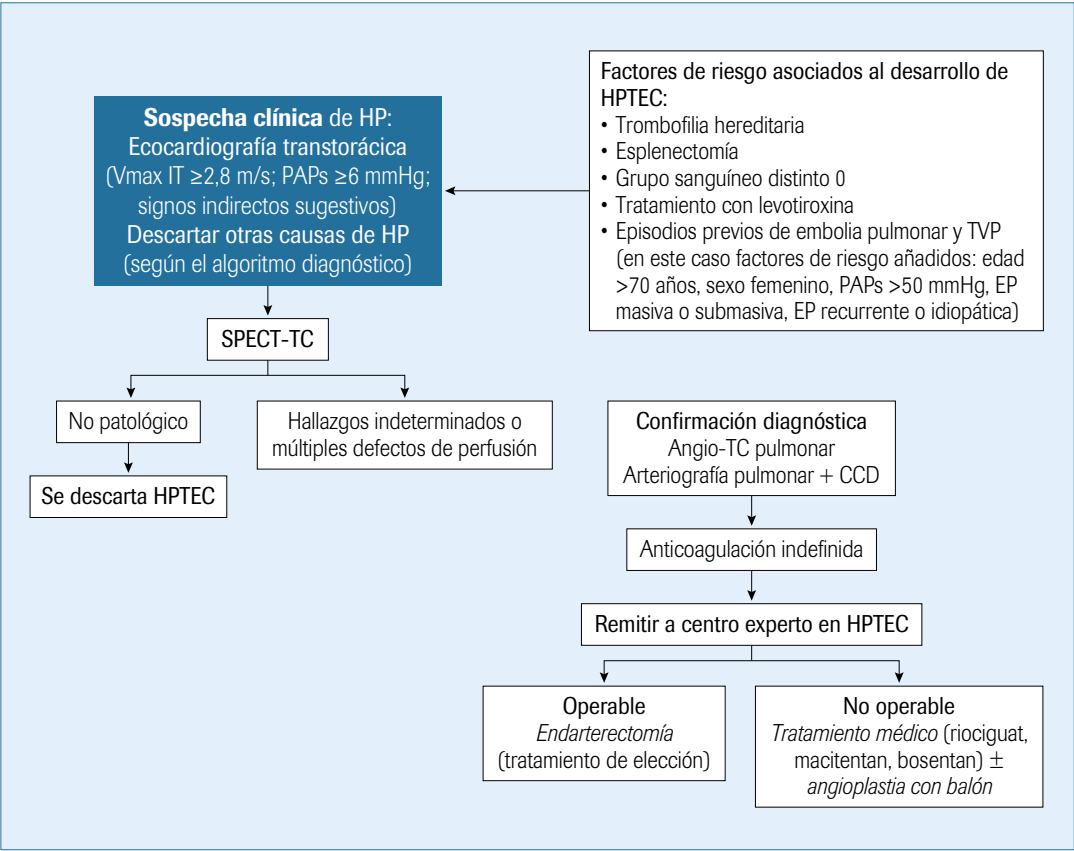 Sospecha clínica de HP:
Ecocardiografía transtorácica
(Vmax IT ≥2,8 m/s; PAPs ≥6 mmHg;
signos indirectos sugestivos)
Descartar otras causas de HP
(según el algoritmo diagnóstico)
Factores de riesgo asociados al desarrollo de
HPTEC:
• Trombofilia hereditaria
• Esplenectomía
• Grupo sanguíneo distinto 0
• Tratamiento con levotiroxina
• Episodios previos de embolia pulmonar y TVP
(en este caso factores de riesgo añadidos: edad
>70 años, sexo femenino, PAPs >50 mmHg, EP
masiva o submasiva, EP recurrente o idiopática)
SPECT-TC
No patológico
Hallazgos indeterminados o
múltiples defectos de perfusión
Se descarta HPTEC
Confirmación diagnóstica
Angio-TC pulmonar
Arteriografía pulmonar + CCD
Anticoagulación indefinida
Remitir a centro experto en HPTEC
Operable
Endarterectomía
(tratamiento de elección)
No operable
Tratamiento médico (riociguat,
macitentan, bosentan) ±
angioplastia con balón